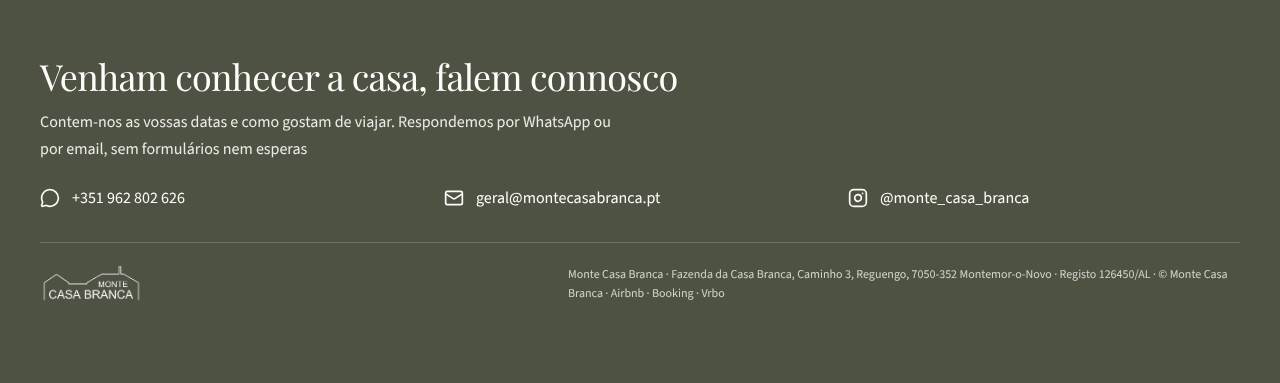 Venham conhecer a casa, falem connosco
Contem-nos as vossas datas e como gostam de viajar. Respondemos por WhatsApp ou
por email, sem formulários nem esperas
+351 962 802 626
geral@montecasabranca.pt
@monte_casa_branca
MONTE
CASA BRANCA
Monte Casa Branca · Fazenda da Casa Branca, Caminho 3, Reguengo, 7050-352 Montemor-o-Novo · Registo 126450/AL · © Monte Casa
Branca · Airbnb · Booking · Vrbo